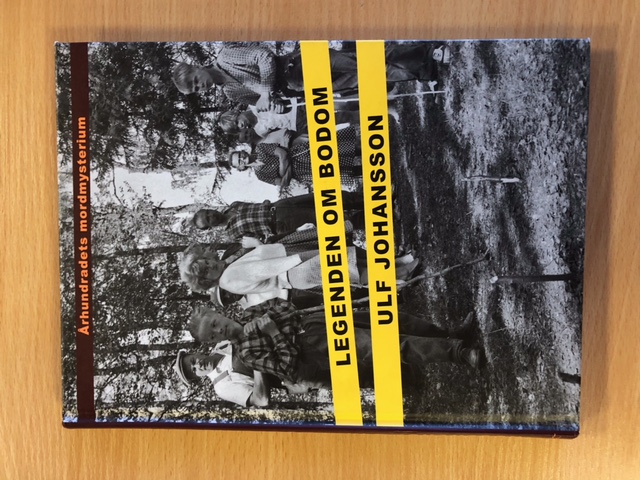 Århundradets mordmysterium
LEGENDEN OM BODOM
ULF JOHANSSON